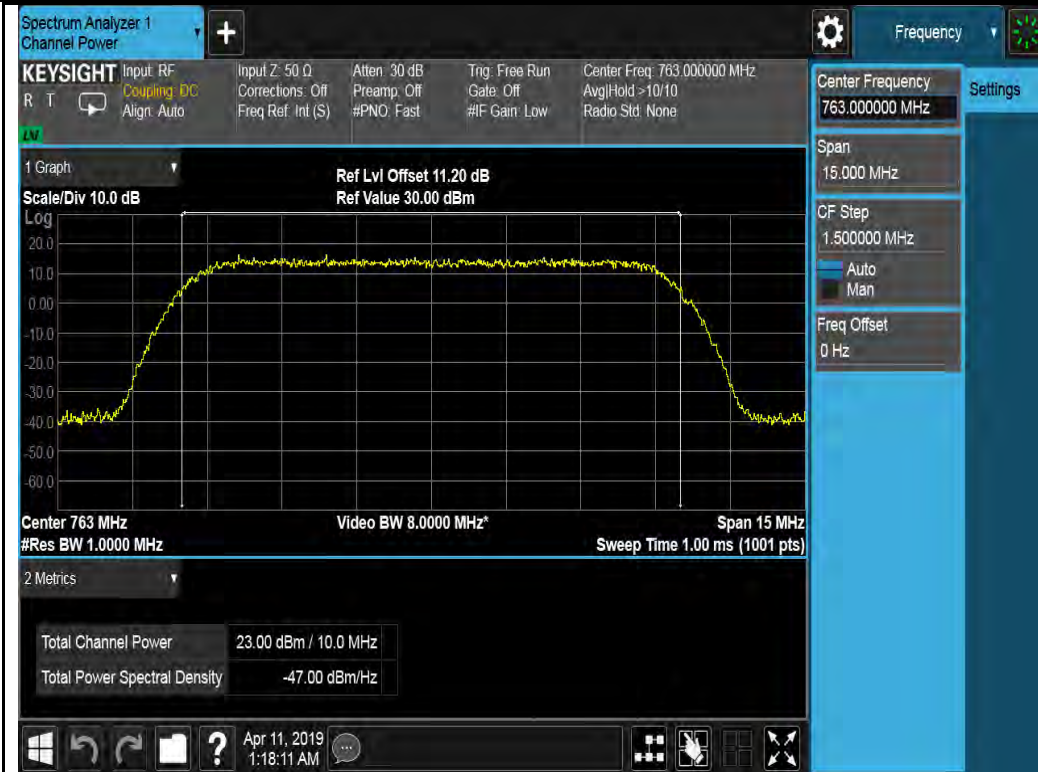 Spectrum Analyzer 1
Channel Power
+
Frequency
KEYSIGHT
R T
Input: RF
Coupling: DC
Align: Auto
Input Z: 50 Ω
Corrections: Off
Freq Ref: Int (S)
Atten: 30 dB
Preamp: Off
#PNO: Fast
Trig: Free Run
Gate: Off
#IF Gain: Low
Center Freq: 763.000000 MHz
Avg|Hold >10/10
Radio Std: None
Center Frequency
763.000000 MHz
Settings
Span
15.000 MHz
CF Step
1.500000 MHz
Auto
Man
Freq Offset
0 Hz
1 Graph
Scale/Div 10.0 dB
Ref Lvl Offset 11.20 dB
Ref Value 30.00 dBm
Log
20.0
10.0
0.00
-10.0
-20.0
-30.0
-40.0
-50.0
-60.0
Center 763 MHz
Video BW 8.0000 MHz*
Span 15 MHz
#Res BW 1.0000 MHz
Sweep Time 1.00 ms (1001 pts)
2 Metrics
Total Channel Power 23.00 dBm / 10.0 MHz
Total Power Spectral Density -47.00 dBm/Hz
?
Apr 11, 2019
1:18:11 AM